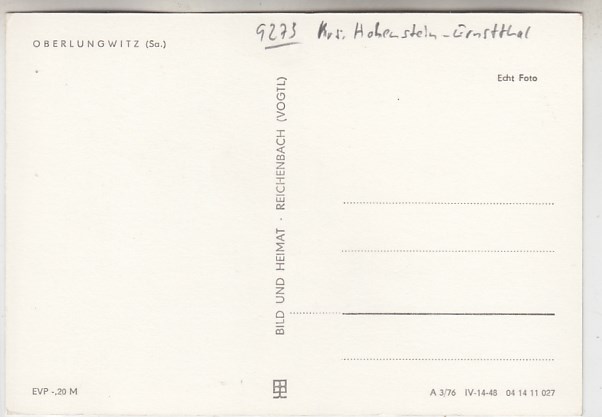 9273 Krs. Hohenstein-Ernstthal
OBERLUNGWITZ (Sa.)
Echt Foto
BILD UND HEIMAT · REICHENBACH (VOGTL)
EVP -,20 M
A 3/76 IV-14-48 04 14 11 027